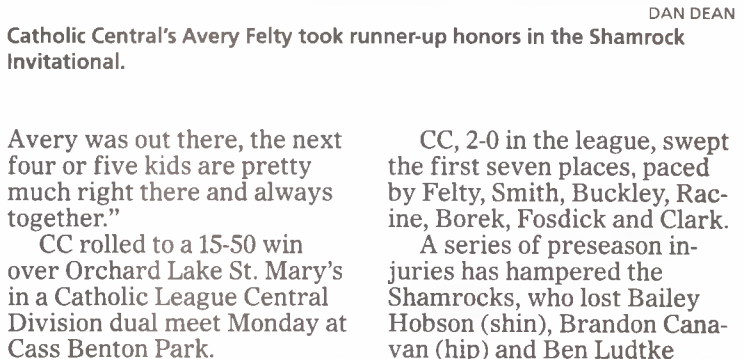 DAN DEAN
Catholic Central's Avery Felty took runner-up honors in the Shamrock
Invitational.
Avery was out there, the next
four or five kids are pretty
much right there and always
together.”
CC rolled to a 15-50 win
over Orchard Lake St. Mary's
in a Catholic League Central
Division dual meet Monday at
Cass Benton Park.
CC, 2-0 in the league, swept
the first seven places, paced
by Felty, Smith, Buckley, Rac-
ine, Borek, Fosdick and Clark.
A series of preseason in-
juries has hampered the
Shamrocks, who lost Bailey
Hobson (shin), Brandon Cana-
van (hip) and Ben Ludtke